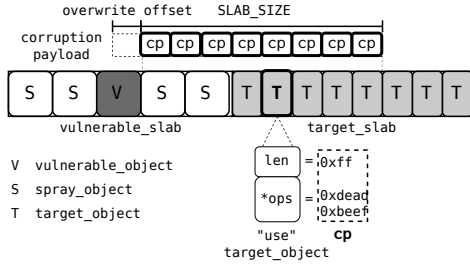 overwrite offset SLAB_SIZE
corruption payload
cp cp cp cp cp cp cp cp
S S V S S T T T T T T T T
vulnerable_slab target_slab
V vulnerable_object
S spray_object
T target_object
len = 0xff
*ops = 0xdead
0xbeef
"use" cp
target_object